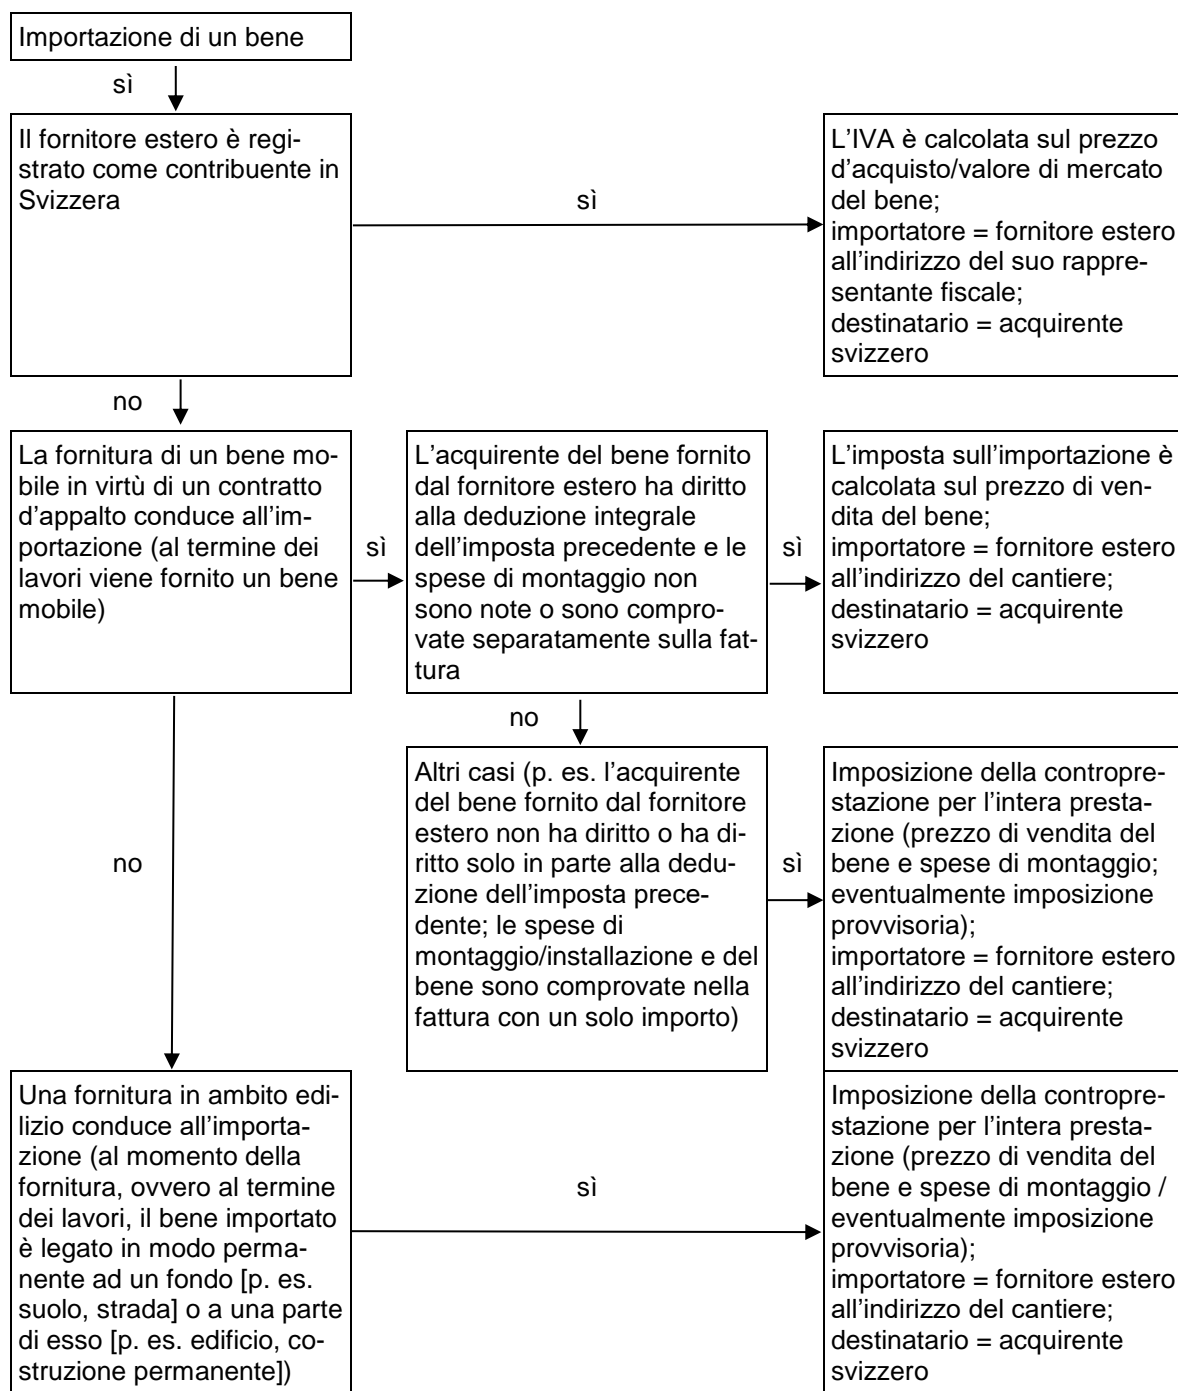 Importazione di un bene
sì
Il fornitore estero è regi-
strato come contribuente in
Svizzera
sì
L'IVA è calcolata sul prezzo
d'acquisto/valore di mercato
del bene;
importatore = fornitore estero
all'indirizzo del suo rappre-
sentante fiscale;
destinatario = acquirente
svizzero
no
La fornitura di un bene mo-
bile in virtù di un contratto
d'appalto conduce all'im-
portazione (al termine dei
lavori viene fornito un bene
mobile)
sì
L'acquirente del bene fornito
dal fornitore estero ha diritto
alla deduzione integrale
dell'imposta precedente e le
spese di montaggio non
sono note o sono compro-
vate separatamente sulla fat-
tura
sì
L'imposta sull'importazione è
calcolata sul prezzo di ven-
dita del bene;
importatore = fornitore estero
all'indirizzo del cantiere;
destinatario = acquirente
svizzero
no
no
Altri casi (p. es. l'acquirente
del bene fornito dal fornitore
estero non ha diritto o ha di-
ritto solo in parte alla dedu-
zione dell'imposta prece-
dente; le spese di
montaggio/installazione e del
bene sono comprovate nella
fattura con un solo importo)
sì
Imposizione della contropre-
stazione per l'intera presta-
zione (prezzo di vendita del
bene e spese di montaggio;
eventualmente imposizione
provvisoria);
importatore = fornitore estero
all'indirizzo del cantiere;
destinatario = acquirente
svizzero
Una fornitura in ambito edi-
lizio conduce all'importa-
zione (al momento della
fornitura, ovvero al termine
dei lavori, il bene importato
è legato in modo perma-
nente ad un fondo [p. es.
suolo, strada] o a una parte
di esso [p. es. edificio, co-
struzione permanente])
sì
Imposizione della contropre-
stazione per l'intera presta-
zione (prezzo di vendita del
bene e spese di montaggio /
eventualmente imposizione
provvisoria);
importatore = fornitore estero
all'indirizzo del cantiere;
destinatario = acquirente
svizzero